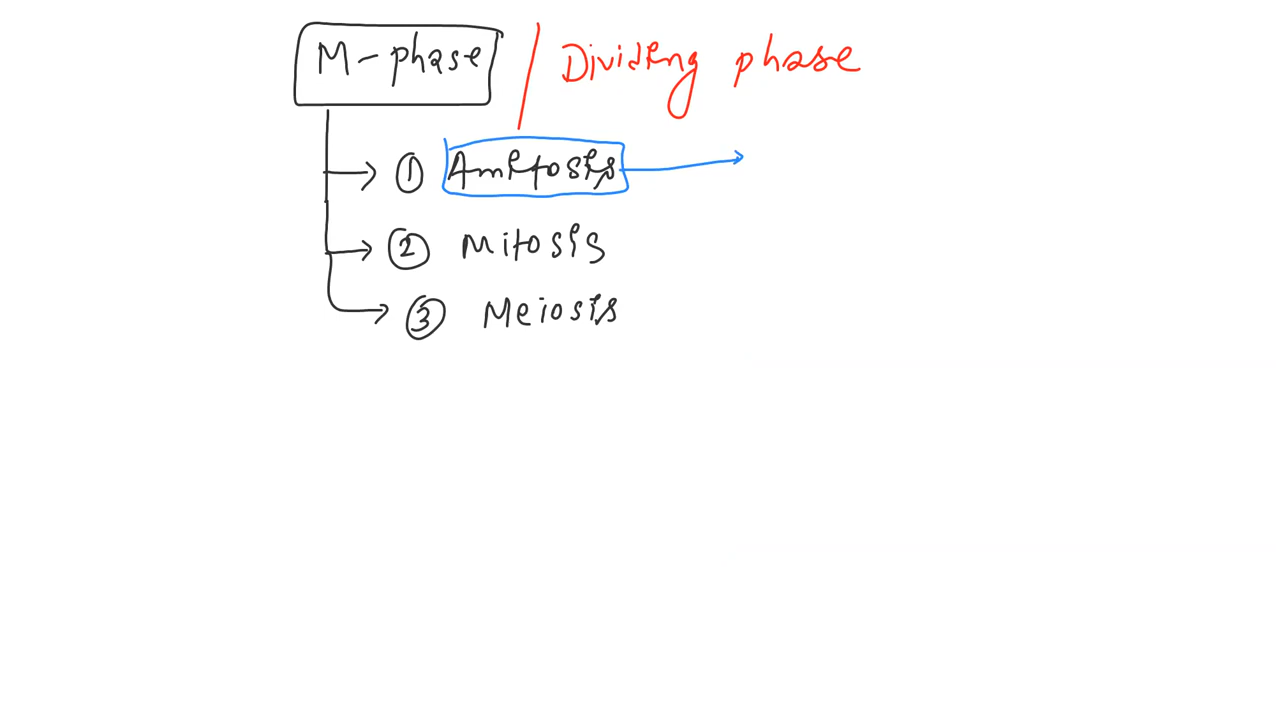 M-phase / Dividing phase
① Amitosis →
② Mitosis
③ Meiosis